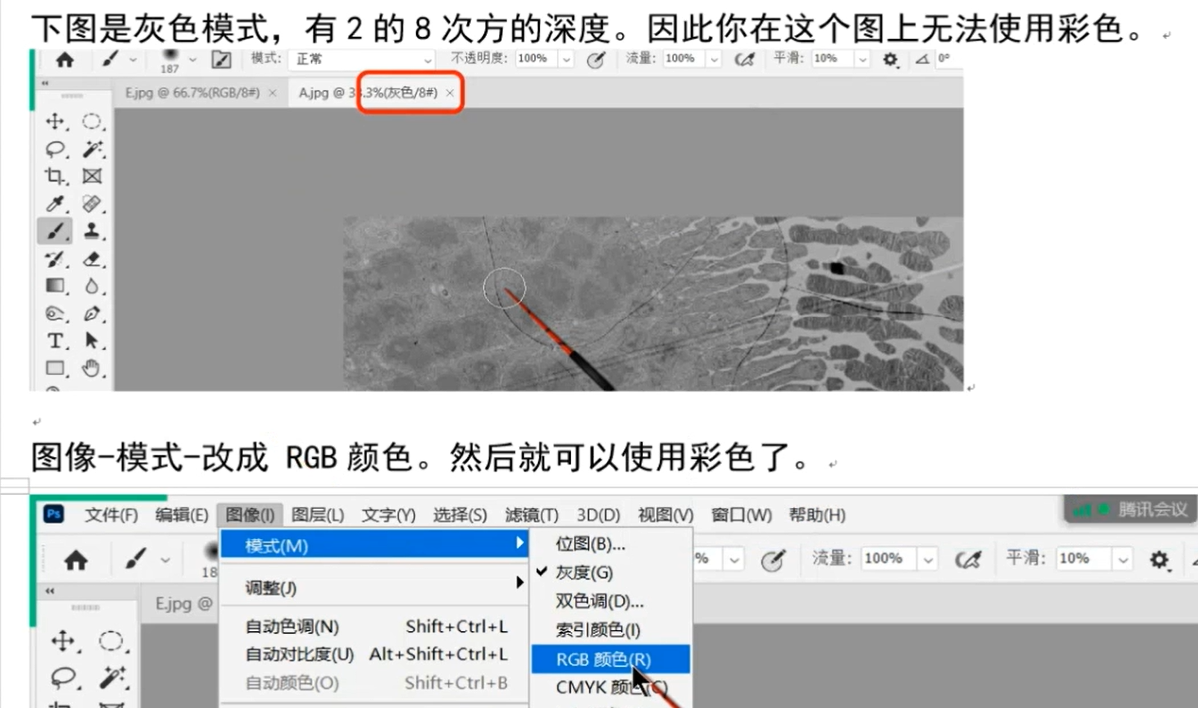 下图是灰色模式，有2的8次方的深度。因此你在这个图上无法使用彩色。
187 模式： 正常 不透明度： 100% 流量： 100% 平滑： 10% 0°
E.jpg @ 66.7%(RGB/8#) × A.jpg @ 33.3%(灰色/8#) ×
图像-模式-改成 RGB 颜色。然后就可以使用彩色了。
Ps 文件(F) 编辑(E) 图像(I) 图层(L) 文字(Y) 选择(S) 滤镜(T) 3D(D) 视图(V) 窗口(W) 帮助(H) 腾讯会议
模式(M) 位图(B)...
18 % 流量： 100% 平滑： 10%
灰度(G)
调整(J)
E.jpg @ 双色调(D)...
自动色调(N) Shift+Ctrl+L 索引颜色(I)
自动对比度(U) Alt+Shift+Ctrl+L RGB 颜色(R)
自动颜色(O) Shift+Ctrl+B CMYK 颜色(C)